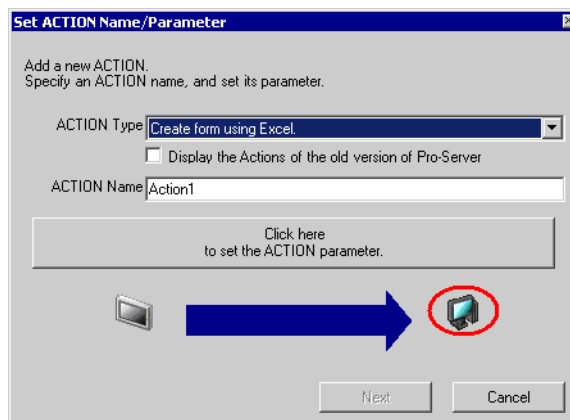 Set ACTION Name/Parameter
Add a new ACTION.
Specify an ACTION name, and set its parameter.
ACTION Type
Create form using Excel.
Display the Actions of the old version of Pro-Server
ACTION Name
Action1
Click here
to set the ACTION parameter.
Next
Cancel